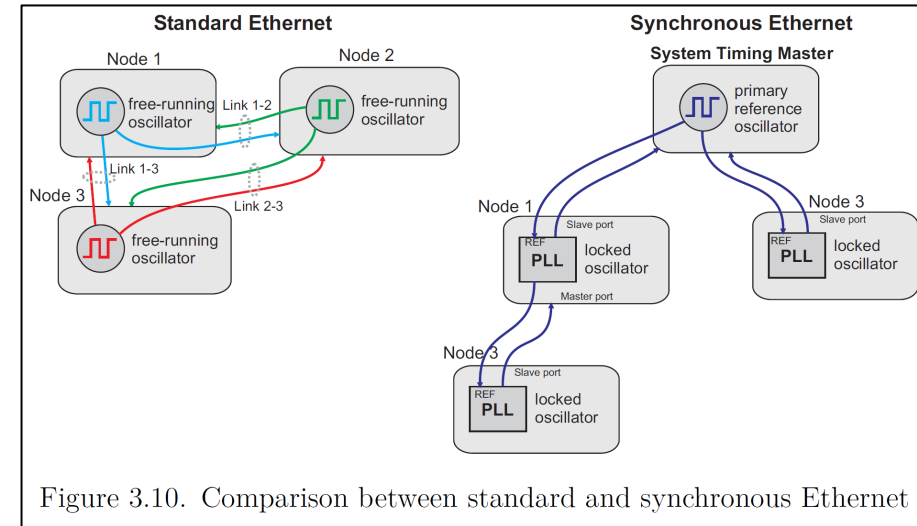 Standard Ethernet
Node 1
free-running
oscillator
Link 1-2
Node 2
free-running
oscillator
Link 1-3
Node 3
Link 2-3
free-running
oscillator
Synchronous Ethernet
System Timing Master
primary
reference
oscillator
Node 1
Slave port
REF
PLL
locked
oscillator
Master port
Node 3
Slave port
REF
PLL
locked
oscillator
Node 3
Slave port
REF
PLL
locked
oscillator
Figure 3.10. Comparison between standard and synchronous Ethernet